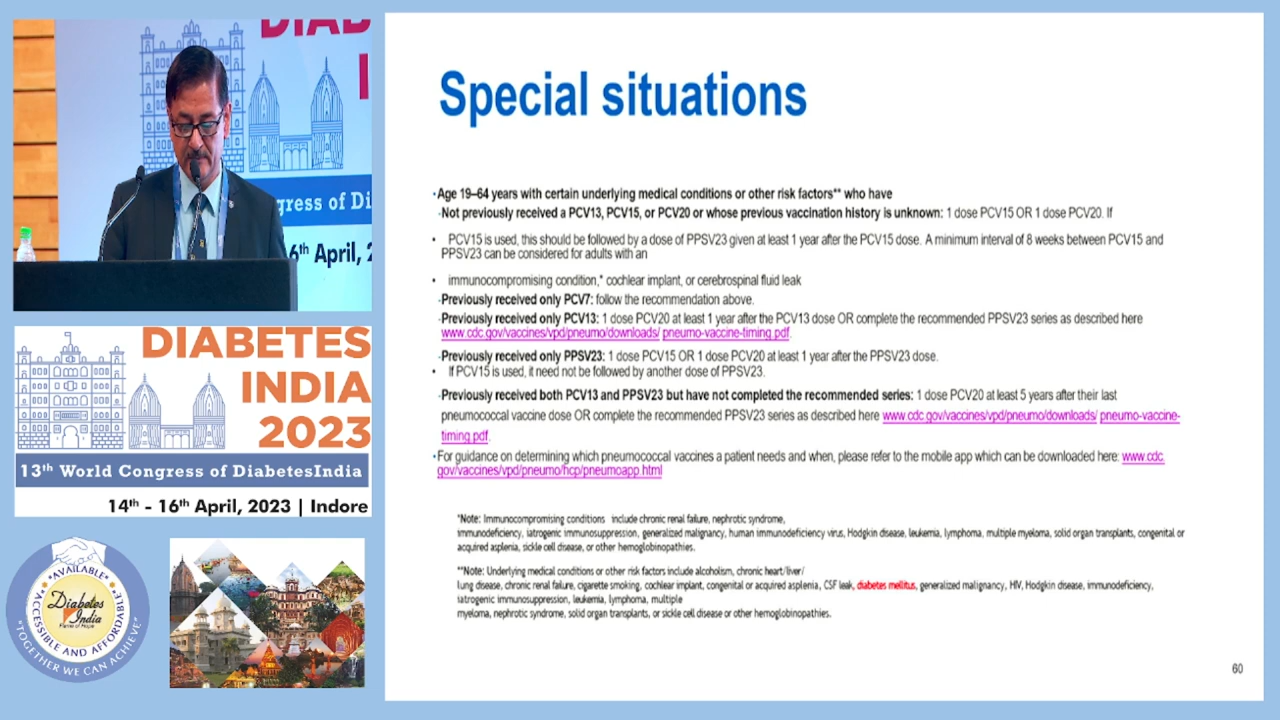 DIAB
I
gress of Di
6th April, 2
DIABETES
INDIA
2023
13th World Congress of DiabetesIndia
14th - 16th April, 2023 | Indore
"AVAILABLE"
"ACCESSIBLE AND AFFORDABLE"
"TOGETHER WE CAN ACHIEVE"
Diabetes
India
Special situations
·Age 19–64 years with certain underlying medical conditions or other risk factors** who have
·Not previously received a PCV13, PCV15, or PCV20 or whose previous vaccination history is unknown: 1 dose PCV15 OR 1 dose PCV20. If
• PCV15 is used, this should be followed by a dose of PPSV23 given at least 1 year after the PCV15 dose. A minimum interval of 8 weeks between PCV15 and
PPSV23 can be considered for adults with an
• immunocompromising condition,* cochlear implant, or cerebrospinal fluid leak
·Previously received only PCV7: follow the recommendation above.
·Previously received only PCV13: 1 dose PCV20 at least 1 year after the PCV13 dose OR complete the recommended PPSV23 series as described here
www.cdc.gov/vaccines/vpd/pneumo/downloads/ pneumo-vaccine-timing.pdf.
·Previously received only PPSV23: 1 dose PCV15 OR 1 dose PCV20 at least 1 year after the PPSV23 dose.
• If PCV15 is used, it need not be followed by another dose of PPSV23.
·Previously received both PCV13 and PPSV23 but have not completed the recommended series: 1 dose PCV20 at least 5 years after their last
pneumococcal vaccine dose OR complete the recommended PPSV23 series as described here www.cdc.gov/vaccines/vpd/pneumo/downloads/ pneumo-vaccine-
timing.pdf.
·For guidance on determining which pneumococcal vaccines a patient needs and when, please refer to the mobile app which can be downloaded here: www.cdc.
gov/vaccines/vpd/pneumo/hcp/pneumoapp.html
*Note: Immunocompromising conditions include chronic renal failure, nephrotic syndrome,
immunodeficiency, iatrogenic immunosuppression, generalized malignancy, human immunodeficiency virus, Hodgkin disease, leukemia, lymphoma, multiple myeloma, solid organ transplants, congenital or
acquired asplenia, sickle cell disease, or other hemoglobinopathies.
**Note: Underlying medical conditions or other risk factors include alcoholism, chronic heart/liver/
lung disease, chronic renal failure, cigarette smoking, cochlear implant, congenital or acquired asplenia, CSF leak, diabetes mellitus, generalized malignancy, HIV, Hodgkin disease, immunodeficiency,
iatrogenic immunosuppression, leukemia, lymphoma, multiple
myeloma, nephrotic syndrome, solid organ transplants, or sickle cell disease or other hemoglobinopathies.
60